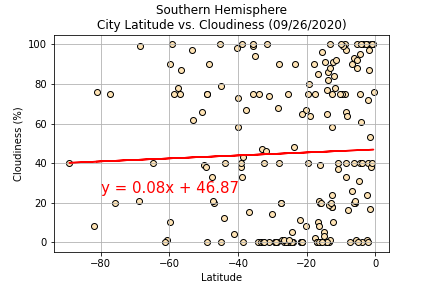 Southern Hemisphere
City Latitude vs. Cloudiness (09/26/2020)
100
80
60
40
20
0
Cloudiness (%)
y = 0.08x + 46.87
−80
−60
−40
−20
0
Latitude